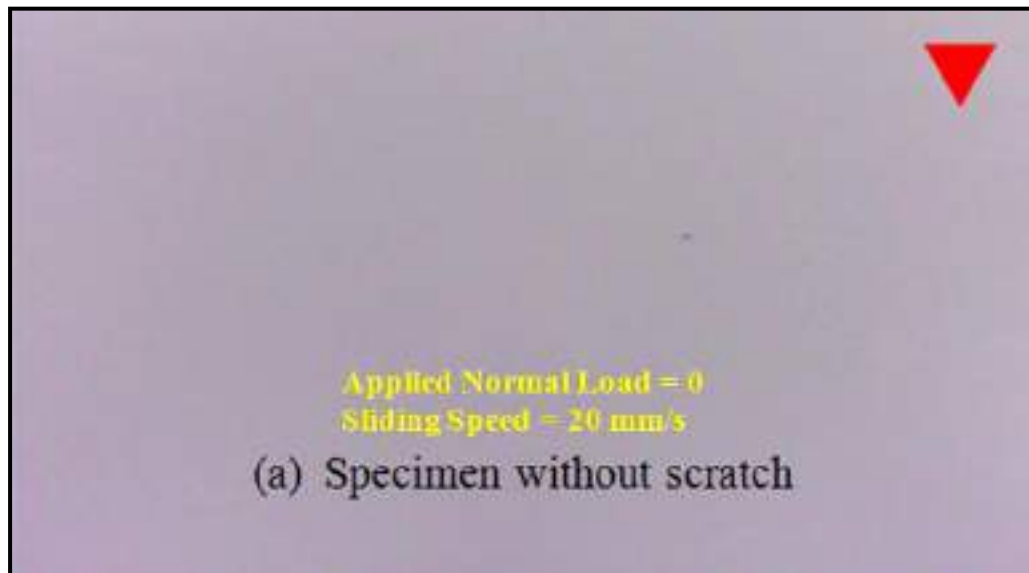 Applied Normal Load = 0
Sliding Speed = 20 mm/s
(a) Specimen without scratch